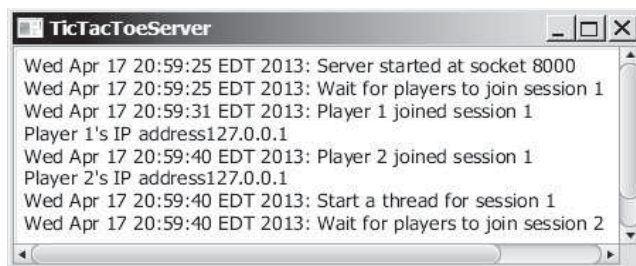 TicTacToeServer
Wed Apr 17 20:59:25 EDT 2013: Server started at socket 8000
Wed Apr 17 20:59:25 EDT 2013: Wait for players to join session 1
Wed Apr 17 20:59:31 EDT 2013: Player 1 joined session 1
Player 1's IP address127.0.0.1
Wed Apr 17 20:59:40 EDT 2013: Player 2 joined session 1
Player 2's IP address127.0.0.1
Wed Apr 17 20:59:40 EDT 2013: Start a thread for session 1
Wed Apr 17 20:59:40 EDT 2013: Wait for players to join session 2